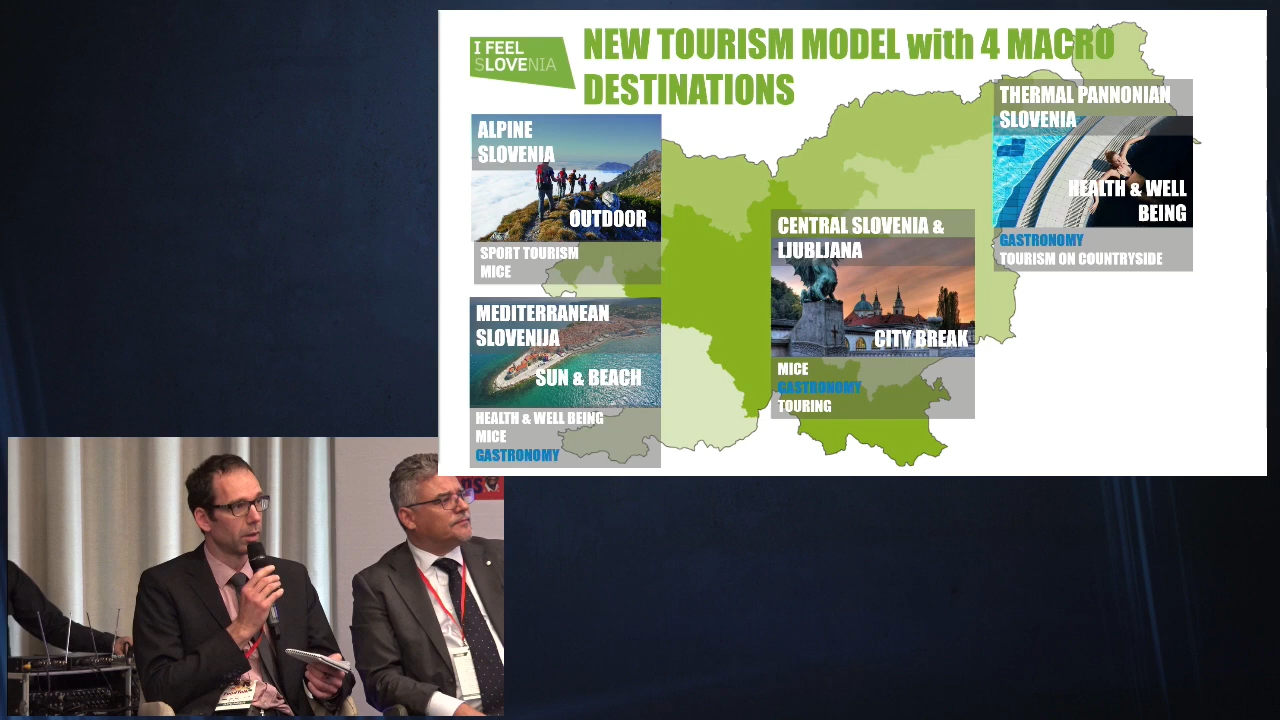 I FEEL
SLOVENIA
NEW TOURISM MODEL with 4 MACRO
DESTINATIONS
ALPINE
SLOVENIA
OUTDOOR
SPORT TOURISM
MICE
MEDITERRANEAN
SLOVENIJA
SUN & BEACH
HEALTH & WELL BEING
MICE
GASTRONOMY
CENTRAL SLOVENIA &
LJUBLJANA
CITY BREAK
MICE
GASTRONOMY
TOURING
THERMAL PANNONIAN
SLOVENIA
HEALTH & WELL
BEING
GASTRONOMY
TOURISM ON COUNTRYSIDE